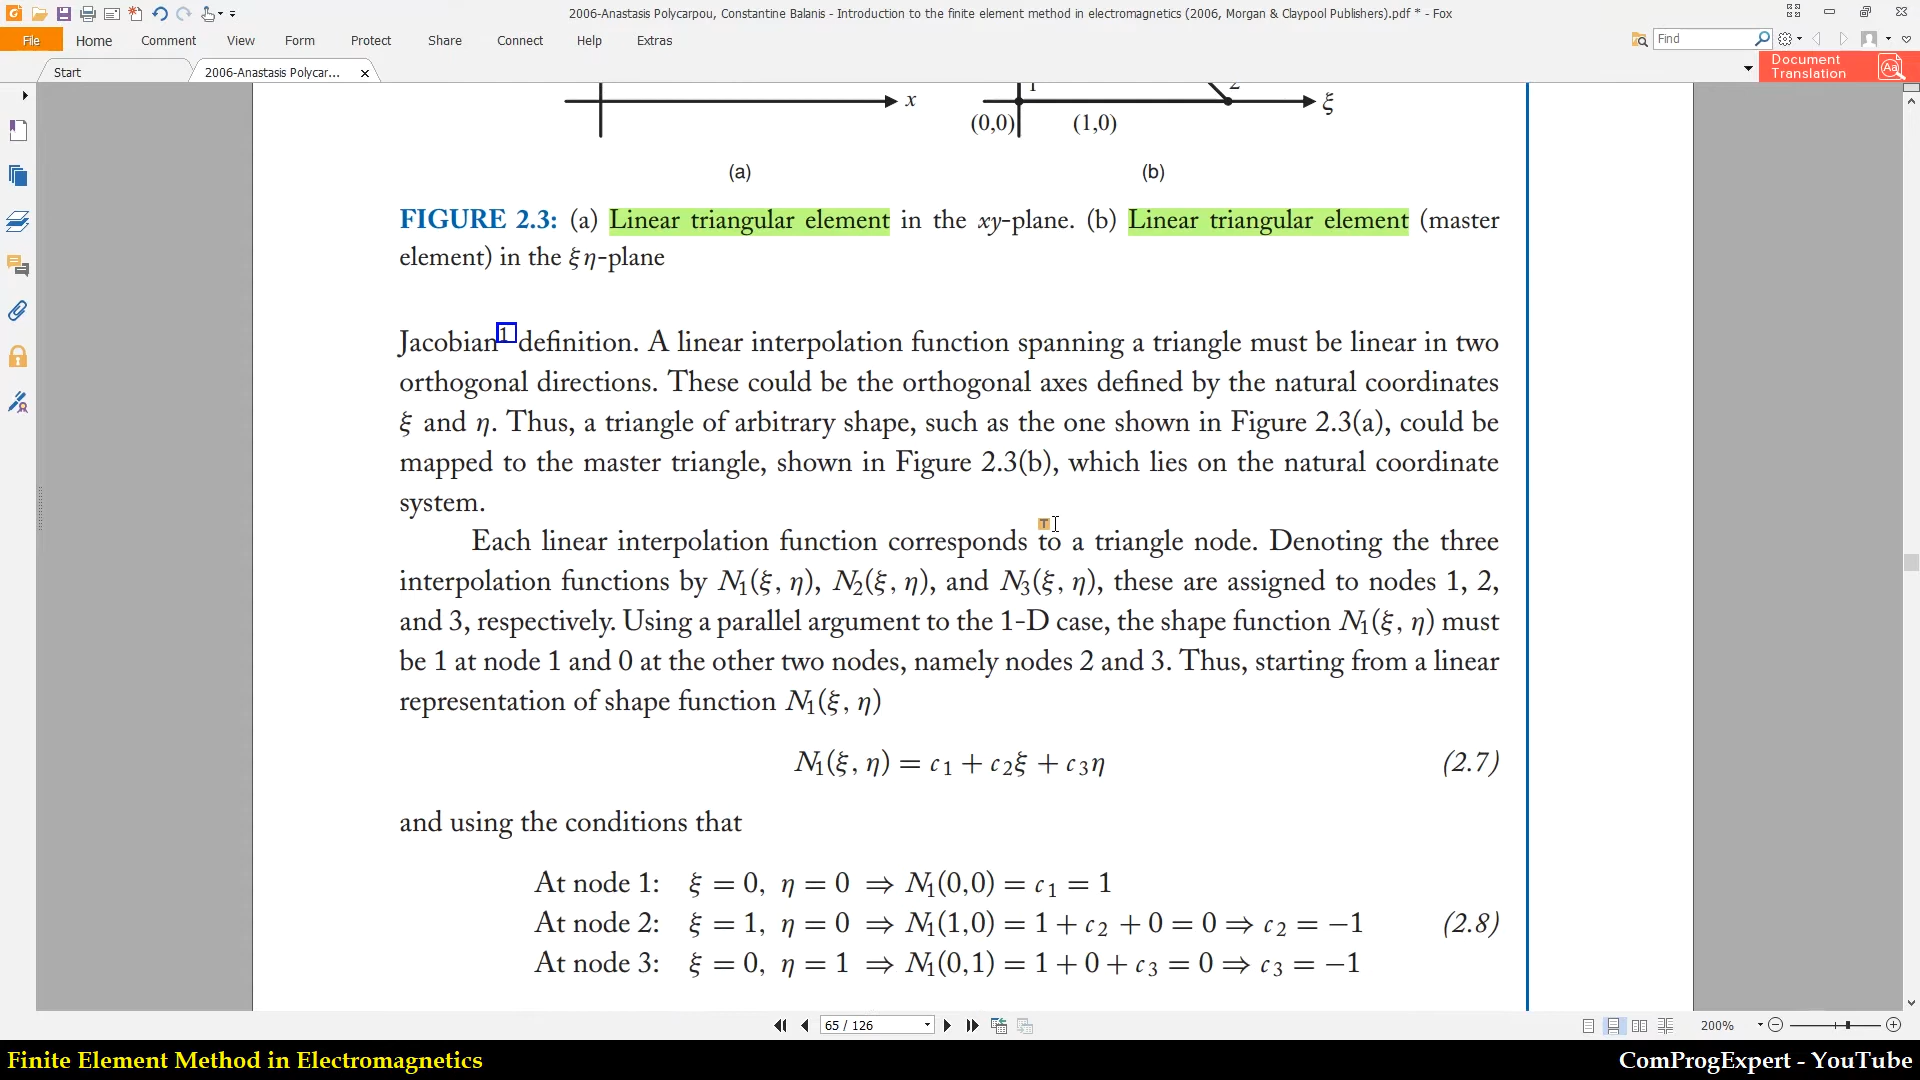 2006-Anastasis Polycarpou, Constantine Balanis - Introduction to the finite element method in electromagnetics (2006, Morgan & Claypool Publishers).pdf * - Fox
File Home Comment View Form Protect Share Connect Help Extras
Find
Start
2006-Anastasis Polycar...
Document
Translation
1
2
x
ξ
(0,0)
(1,0)
(a)
(b)
FIGURE 2.3: (a) Linear triangular element in the xy-plane. (b) Linear triangular element (master
element) in the ξη-plane
Jacobian1 definition. A linear interpolation function spanning a triangle must be linear in two
orthogonal directions. These could be the orthogonal axes defined by the natural coordinates
ξ and η. Thus, a triangle of arbitrary shape, such as the one shown in Figure 2.3(a), could be
mapped to the master triangle, shown in Figure 2.3(b), which lies on the natural coordinate
system.
Each linear interpolation function corresponds to a triangle node. Denoting the three
interpolation functions by N1(ξ, η), N2(ξ, η), and N3(ξ, η), these are assigned to nodes 1, 2,
and 3, respectively. Using a parallel argument to the 1-D case, the shape function N1(ξ, η) must
be 1 at node 1 and 0 at the other two nodes, namely nodes 2 and 3. Thus, starting from a linear
representation of shape function N1(ξ, η)
N1(ξ, η) = c1 + c2ξ + c3η (2.7)
and using the conditions that
At node 1: ξ = 0, η = 0 ⇒ N1(0,0) = c1 = 1
At node 2: ξ = 1, η = 0 ⇒ N1(1,0) = 1 + c2 + 0 = 0 ⇒ c2 = −1 (2.8)
At node 3: ξ = 0, η = 1 ⇒ N1(0,1) = 1 + 0 + c3 = 0 ⇒ c3 = −1
65 / 126
200%
Finite Element Method in Electromagnetics
ComProgExpert - YouTube